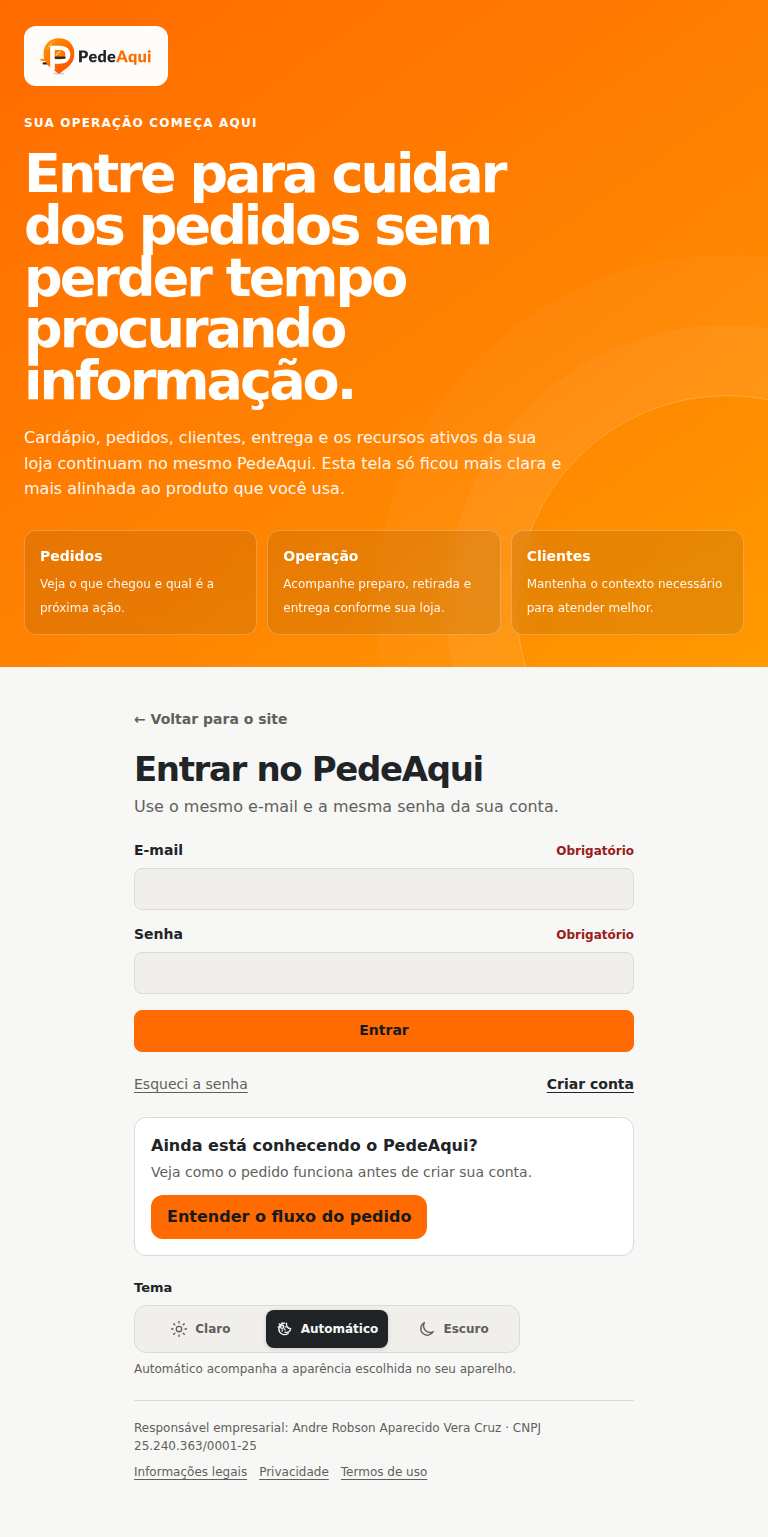 PedeAqui
SUA OPERAÇÃO COMEÇA AQUI
Entre para cuidar
dos pedidos sem
perder tempo
procurando
informação.
Cardápio, pedidos, clientes, entrega e os recursos ativos da sua
loja continuam no mesmo PedeAqui. Esta tela só ficou mais clara e
mais alinhada ao produto que você usa.
Pedidos
Veja o que chegou e qual é a
próxima ação.
Operação
Acompanhe preparo, retirada e
entrega conforme sua loja.
Clientes
Mantenha o contexto necessário
para atender melhor.
← Voltar para o site
Entrar no PedeAqui
Use o mesmo e-mail e a mesma senha da sua conta.
E-mail Obrigatório
Senha Obrigatório
Entrar
Esqueci a senha Criar conta
Ainda está conhecendo o PedeAqui?
Veja como o pedido funciona antes de criar sua conta.
Entender o fluxo do pedido
Tema
Claro Automático Escuro
Automático acompanha a aparência escolhida no seu aparelho.
Responsável empresarial: Andre Robson Aparecido Vera Cruz · CNPJ
25.240.363/0001-25
Informações legais Privacidade Termos de uso